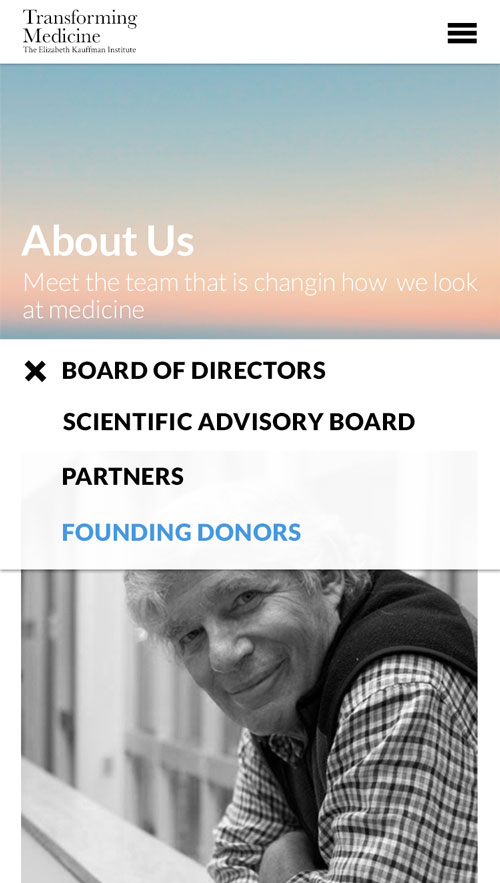 Transforming
Medicine
The Elizabeth Kauffman Institute
About Us
Meet the team that is changin how we look
at medicine
BOARD OF DIRECTORS
SCIENTIFIC ADVISORY BOARD
PARTNERS
FOUNDING DONORS